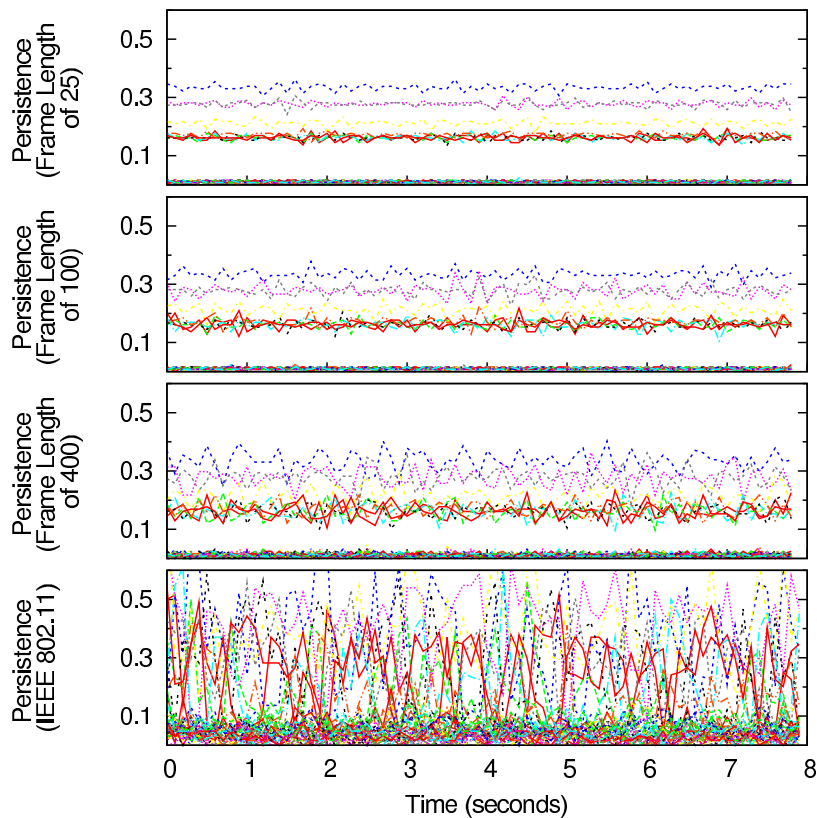 Persistence
(Frame Length
of 25)
0.5
0.3
0.1
Persistence
(Frame Length
of 100)
0.5
0.3
0.1
Persistence
(Frame Length
of 400)
0.5
0.3
0.1
Persistence
(IEEE 802.11)
0.5
0.3
0.1
0 1 2 3 4 5 6 7 8
Time (seconds)